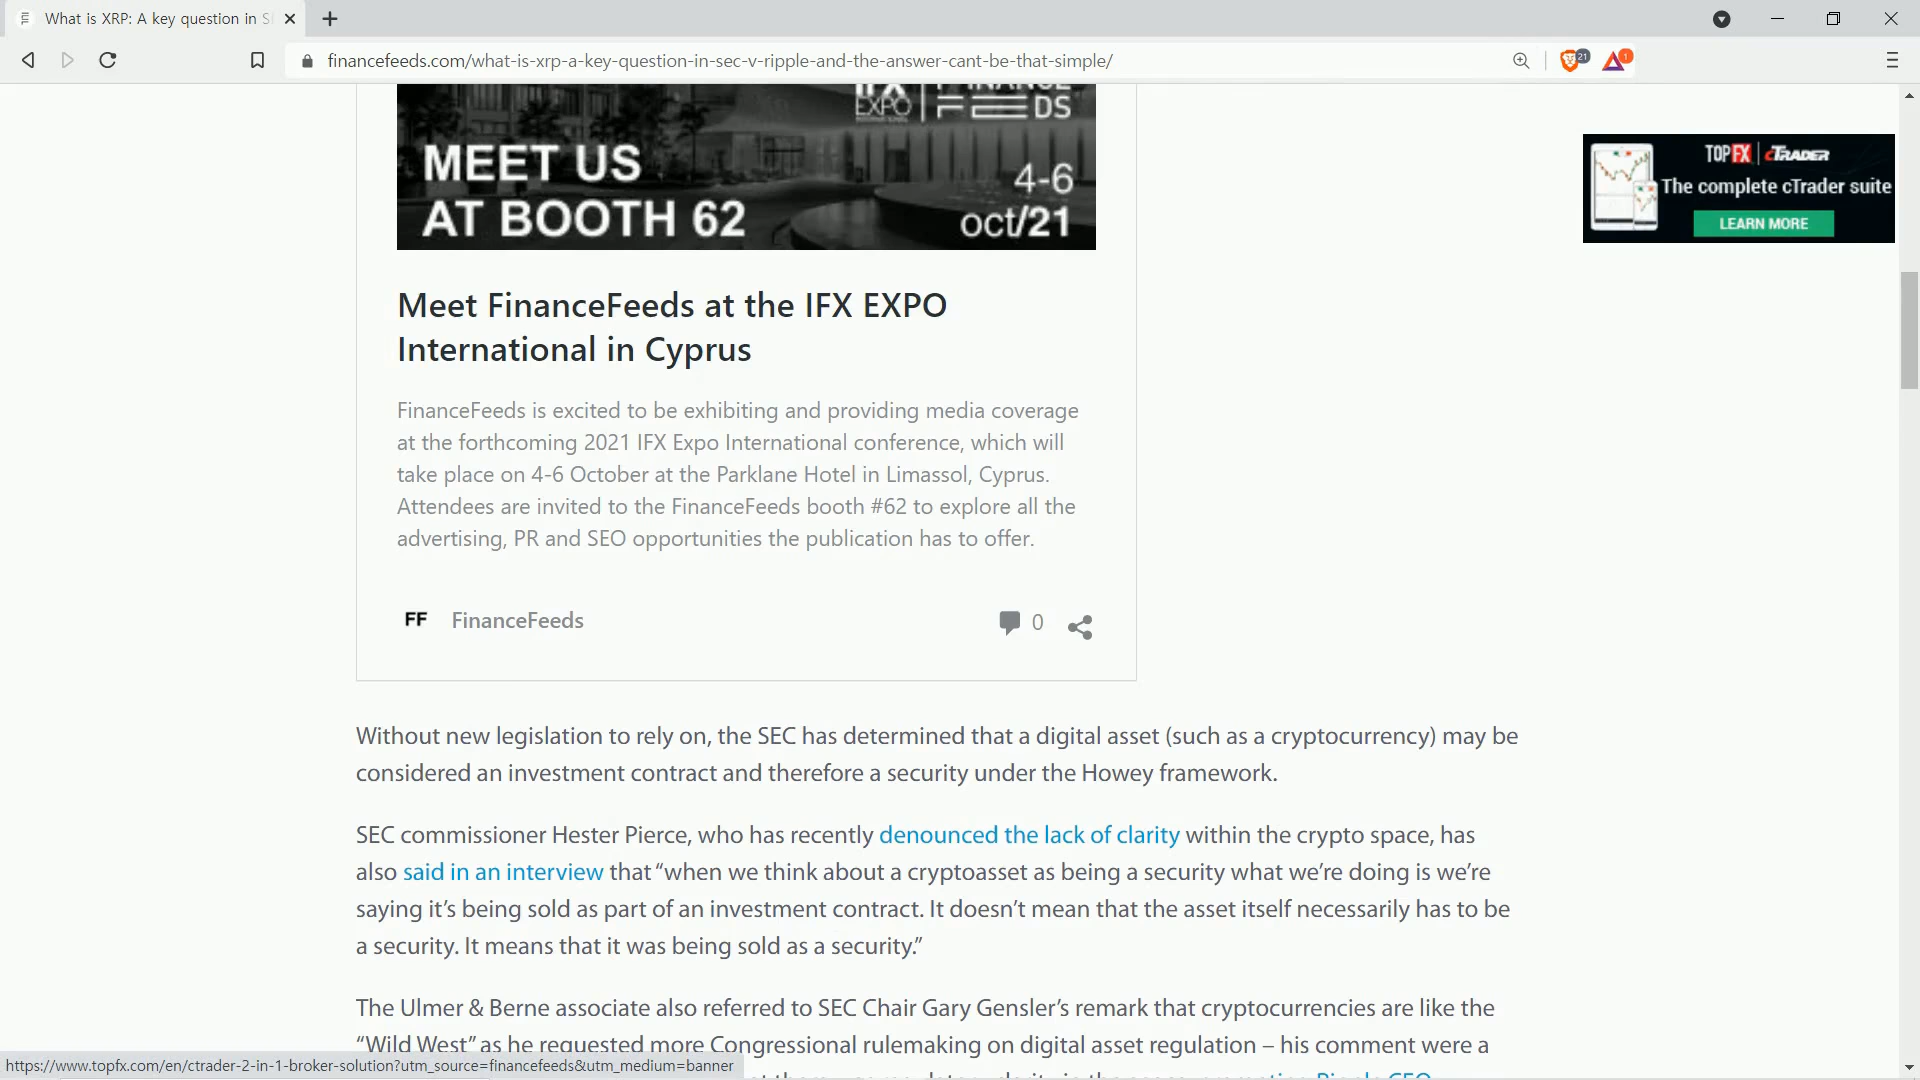 What is XRP: A key question in S
financefeeds.com/what-is-xrp-a-key-question-in-sec-v-ripple-and-the-answer-cant-be-that-simple/
21
1
IFX
EXPO
FINANCE
FEEDS
MEET US
AT BOOTH 62
4-6
oct/21
TOPFX | cTRADER
The complete cTrader suite
LEARN MORE
Meet FinanceFeeds at the IFX EXPO
International in Cyprus
FinanceFeeds is excited to be exhibiting and providing media coverage
at the forthcoming 2021 IFX Expo International conference, which will
take place on 4-6 October at the Parklane Hotel in Limassol, Cyprus.
Attendees are invited to the FinanceFeeds booth #62 to explore all the
advertising, PR and SEO opportunities the publication has to offer.
FF FinanceFeeds
0
Without new legislation to rely on, the SEC has determined that a digital asset (such as a cryptocurrency) may be
considered an investment contract and therefore a security under the Howey framework.
SEC commissioner Hester Pierce, who has recently denounced the lack of clarity within the crypto space, has
also said in an interview that “when we think about a cryptoasset as being a security what we’re doing is we’re
saying it’s being sold as part of an investment contract. It doesn’t mean that the asset itself necessarily has to be
a security. It means that it was being sold as a security.”
The Ulmer & Berne associate also referred to SEC Chair Gary Gensler’s remark that cryptocurrencies are like the
“Wild West” as he requested more Congressional rulemaking on digital asset regulation – his comment were a
https://www.topfx.com/en/ctrader-2-in-1-broker-solution?utm_source=financefeeds&utm_medium=banner